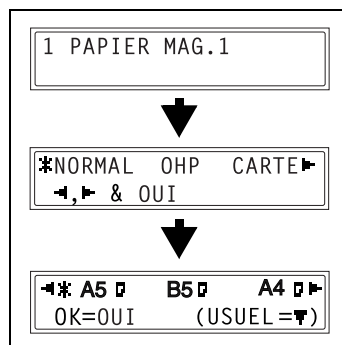 1 PAPIER MAG.1
*NORMAL OHP CARTE►
◄,► & OUI
◄* A5 B5 A4 ►
OK=OUI (USUEL=▼)